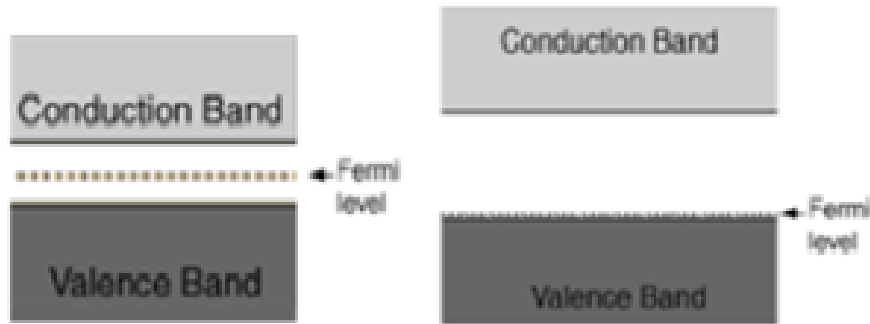 Conduction Band
Fermi
level
Valence Band
Conduction Band
Fermi
level
Valence Band